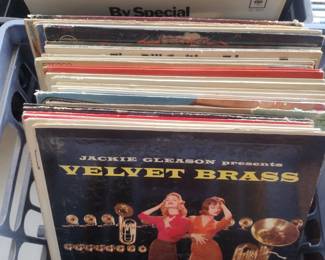 By Special
JACKIE GLEASON presents
VELVET BRASS